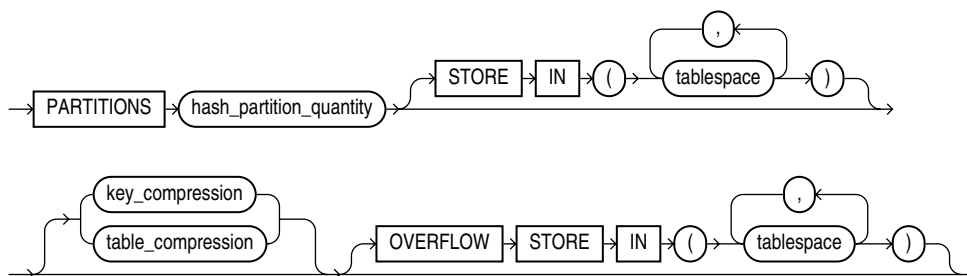 ,
STORE IN ( tablespace )
PARTITIONS hash_partition_quantity
key_compression ,
table_compression OVERFLOW STORE IN ( tablespace )